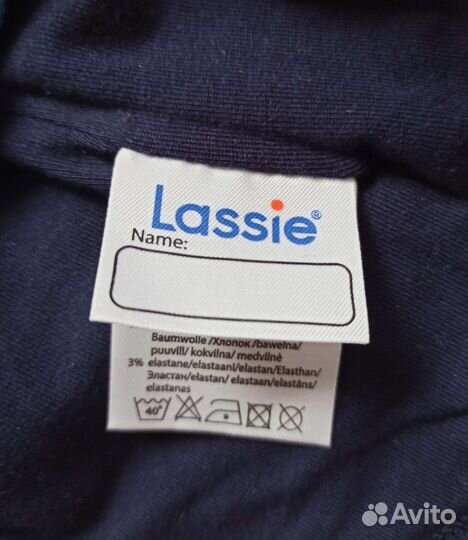 Lassie®
Name:
Baumwolle /Хлопок/bawełna/
puuvill/ kokvilna/ medvilnė
3% elastane/elastaani/elastan/Elasthan/
Эластан/elastan/ elastaan/elastāns/
elastanas
40°
Avito